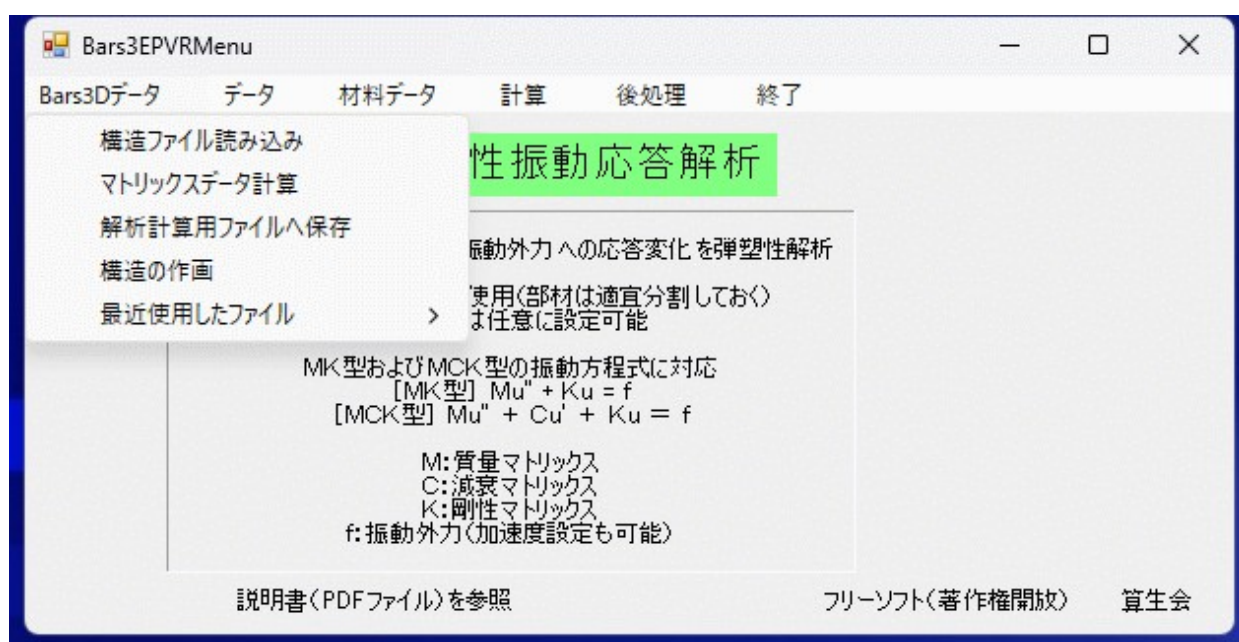 Bars3EPVRMenu
Bars3Dデータ データ 材料データ 計算 後処理 終了
構造ファイル読み込み
マトリックスデータ計算
解析計算用ファイルへ保存
構造の作画
最近使用したファイル
性振動応答解析
振動外力への応答変化を弾塑性解析
使用(部材は適宜分割しておく)
は任意に設定可能
MK型およびMCK型の振動方程式に対応
[MK型] Mu" + Ku = f
[MCK型] Mu" + Cu' + Ku = f
M:質量マトリックス
C:減衰マトリックス
K:剛性マトリックス
f:振動外力(加速度設定も可能)
説明書(PDFファイル)を参照 フリーソフト(著作権開放) 算生会